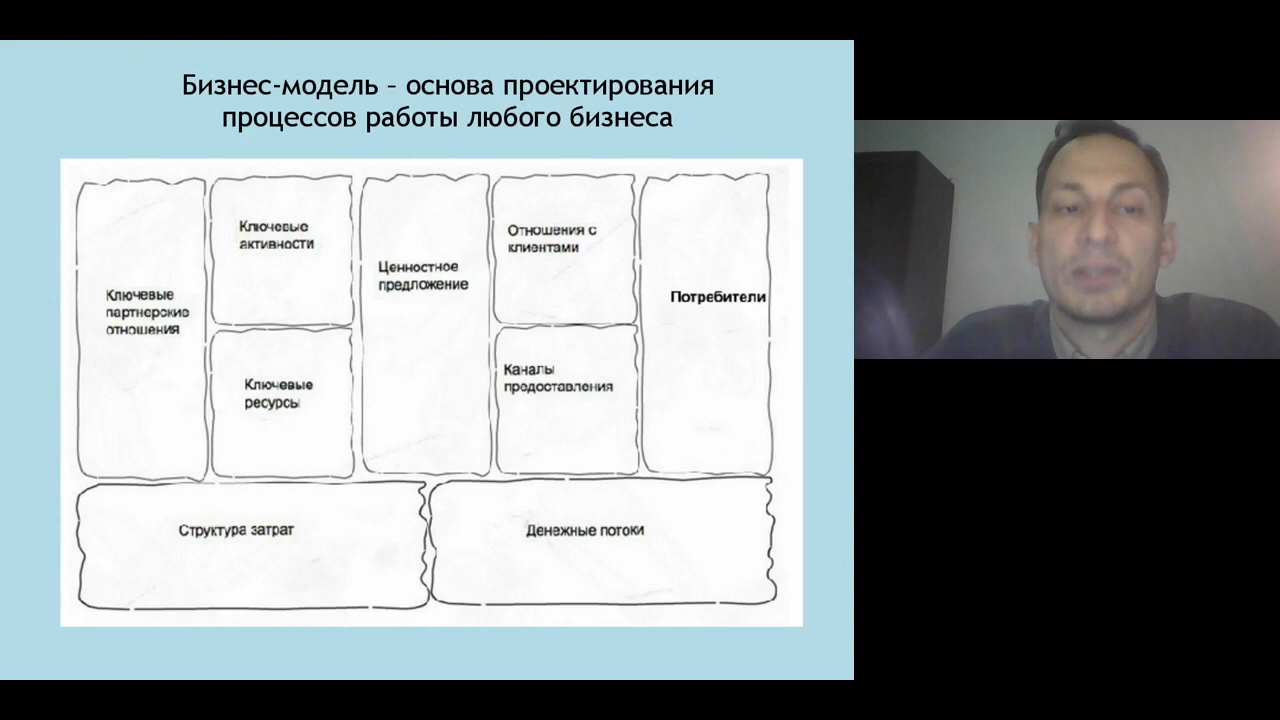 Бизнес-модель – основа проектирования
процессов работы любого бизнеса
Ключевые
партнерские
отношения
Ключевые
активности
Ключевые
ресурсы
Ценностное
предложение
Отношения с
клиентами
Каналы
предоставления
Потребители
Структура затрат
Денежные потоки